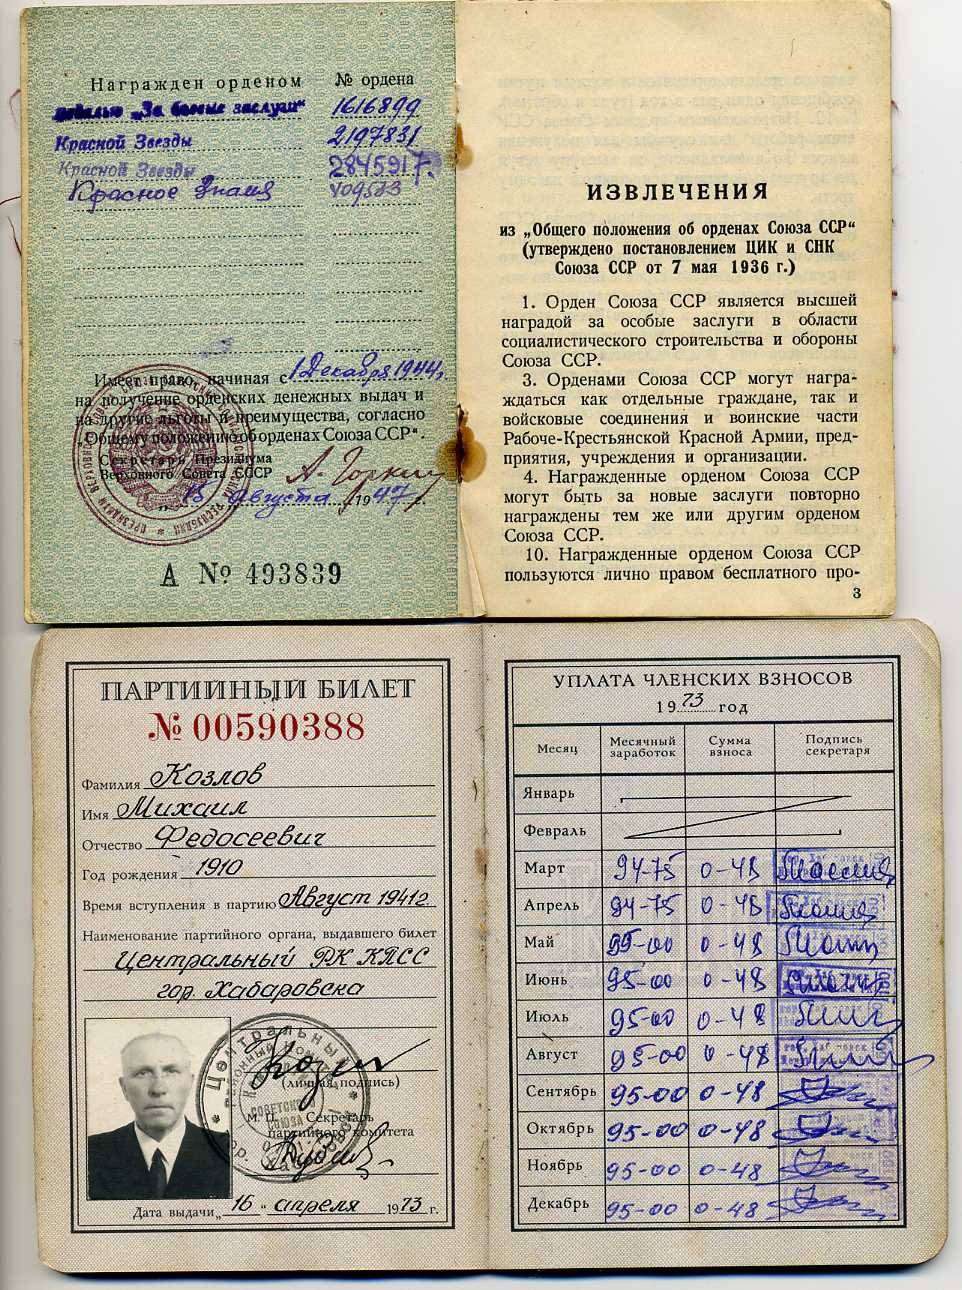 Награжден орденом № ордена
медалью „За боевые заслуги“ 1616899
Красной Звезды 2197831
Красной Звезды 2845917.
Красное Знамя
Имеет право, начиная с 1 Декабря 1944г.
на получение орденских денежных выдач и
на другие льготы и преимущества, согласно
„Общему положению об орденах Союза ССР“.
Секретарь Президиума
Верховного Совета СССР А. Горкин
„15“ августа 1947 г.
А № 493839
ИЗВЛЕЧЕНИЯ
из „Общего положения об орденах Союза ССР“
(утверждено постановлением ЦИК и СНК
Союза ССР от 7 мая 1936 г.)
1. Орден Союза ССР является высшей
наградой за особые заслуги в области
социалистического строительства и обороны
Союза ССР.
3. Орденами Союза ССР могут награ-
ждаться как отдельные граждане, так и
войсковые соединения и воинские части
Рабоче-Крестьянской Красной Армии, пред-
приятия, учреждения и организации.
4. Награжденные орденом Союза ССР
могут быть за новые заслуги повторно
награждены тем же или другим орденом
Союза ССР.
10. Награжденные орденом Союза ССР
пользуются лично правом бесплатного про-
3
ПАРТИЙНЫЙ БИЛЕТ
№ 00590388
Фамилия Козлов
Имя Михаил
Отчество Федосеевич
Год рождения 1910
Время вступления в партию Август 1941г.
Наименование партийного органа, выдавшего билет
Центральный РК КПСС
гор. Хабаровска
(личная подпись)
М. П. Секретарь
партийного комитета
Дата выдачи „16“ апреля 1973 г.
УПЛАТА ЧЛЕНСКИХ ВЗНОСОВ
1973 год
Месяц Месячный заработок Сумма взноса Подпись секретаря
Январь
Февраль
Март 94-75 0-48
Апрель 94-75 0-48
Май 95-00 0-48
Июнь 95-00 0-48
Июль 95-00 0-48
Август 95-00 0-48
Сентябрь 95-00 0-48
Октябрь 95-00 0-48
Ноябрь 95-00 0-48
Декабрь 95-00 0-48